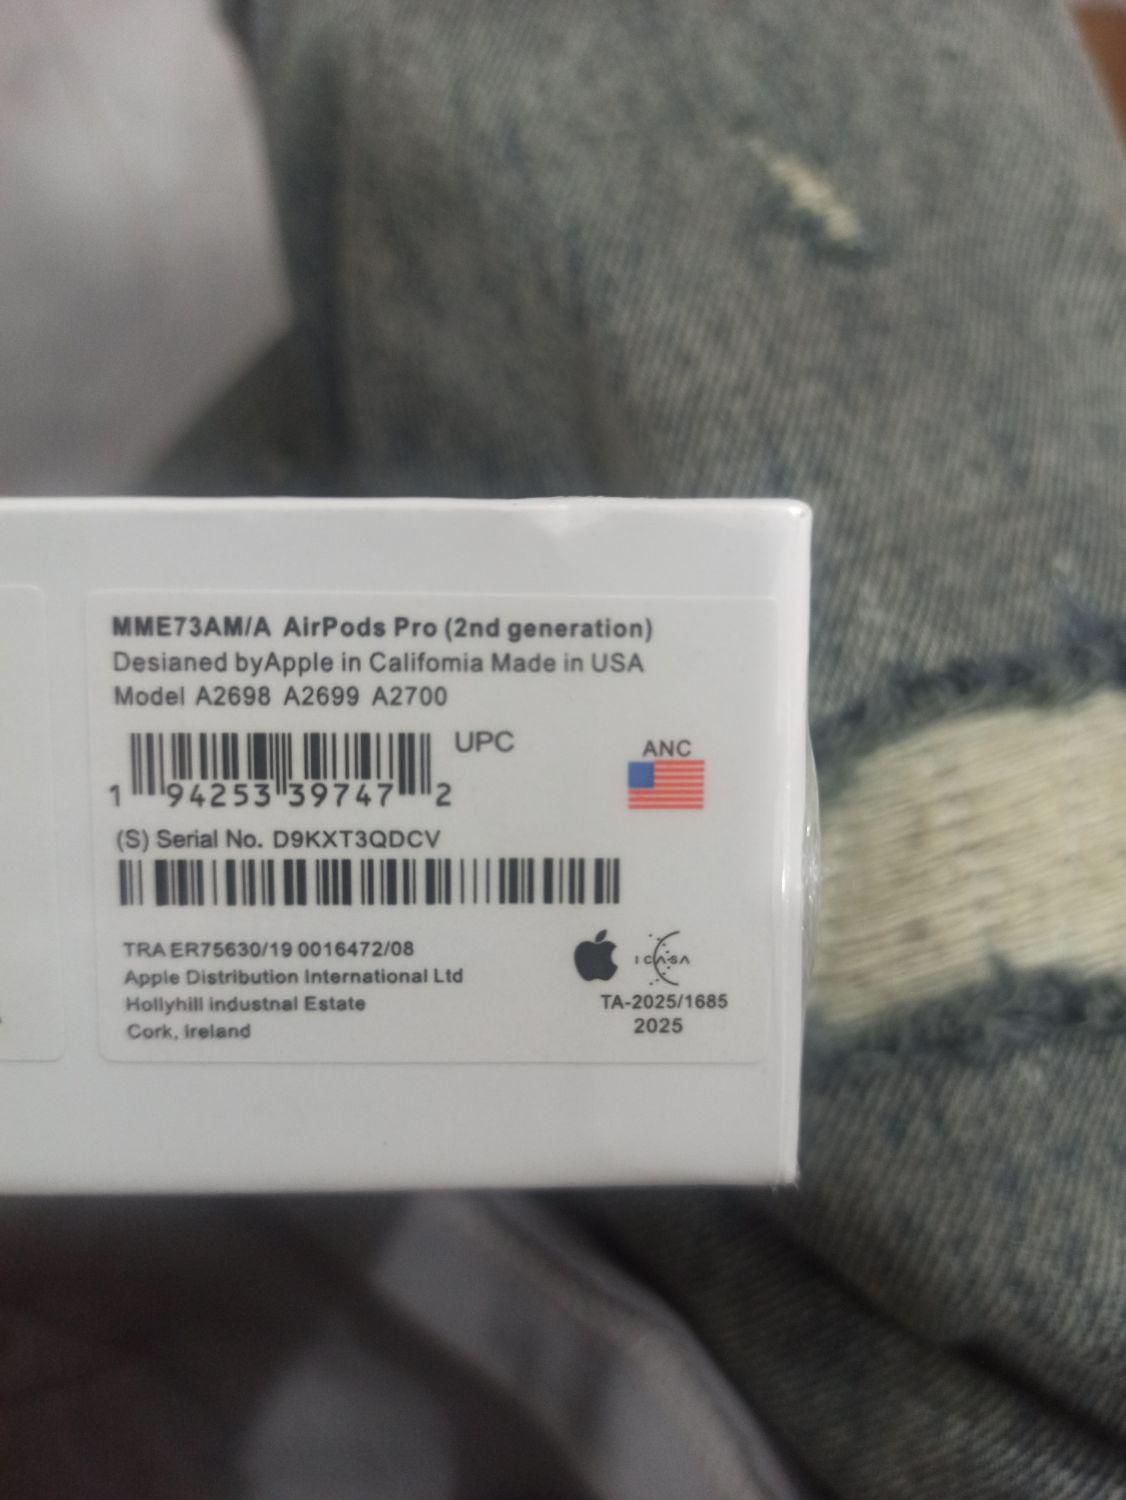 MME73AM/A AirPods Pro (2nd generation)
Desianed byApple in Califomia Made in USA
Model A2698 A2699 A2700
UPC
ANC
1 94253 39747 2
(S) Serial No. D9KXT3QDCV
TRA ER75630/19 0016472/08
Apple Distribution International Ltd
Hollyhill industnal Estate
Cork, Ireland
ICASA
TA-2025/1685
2025